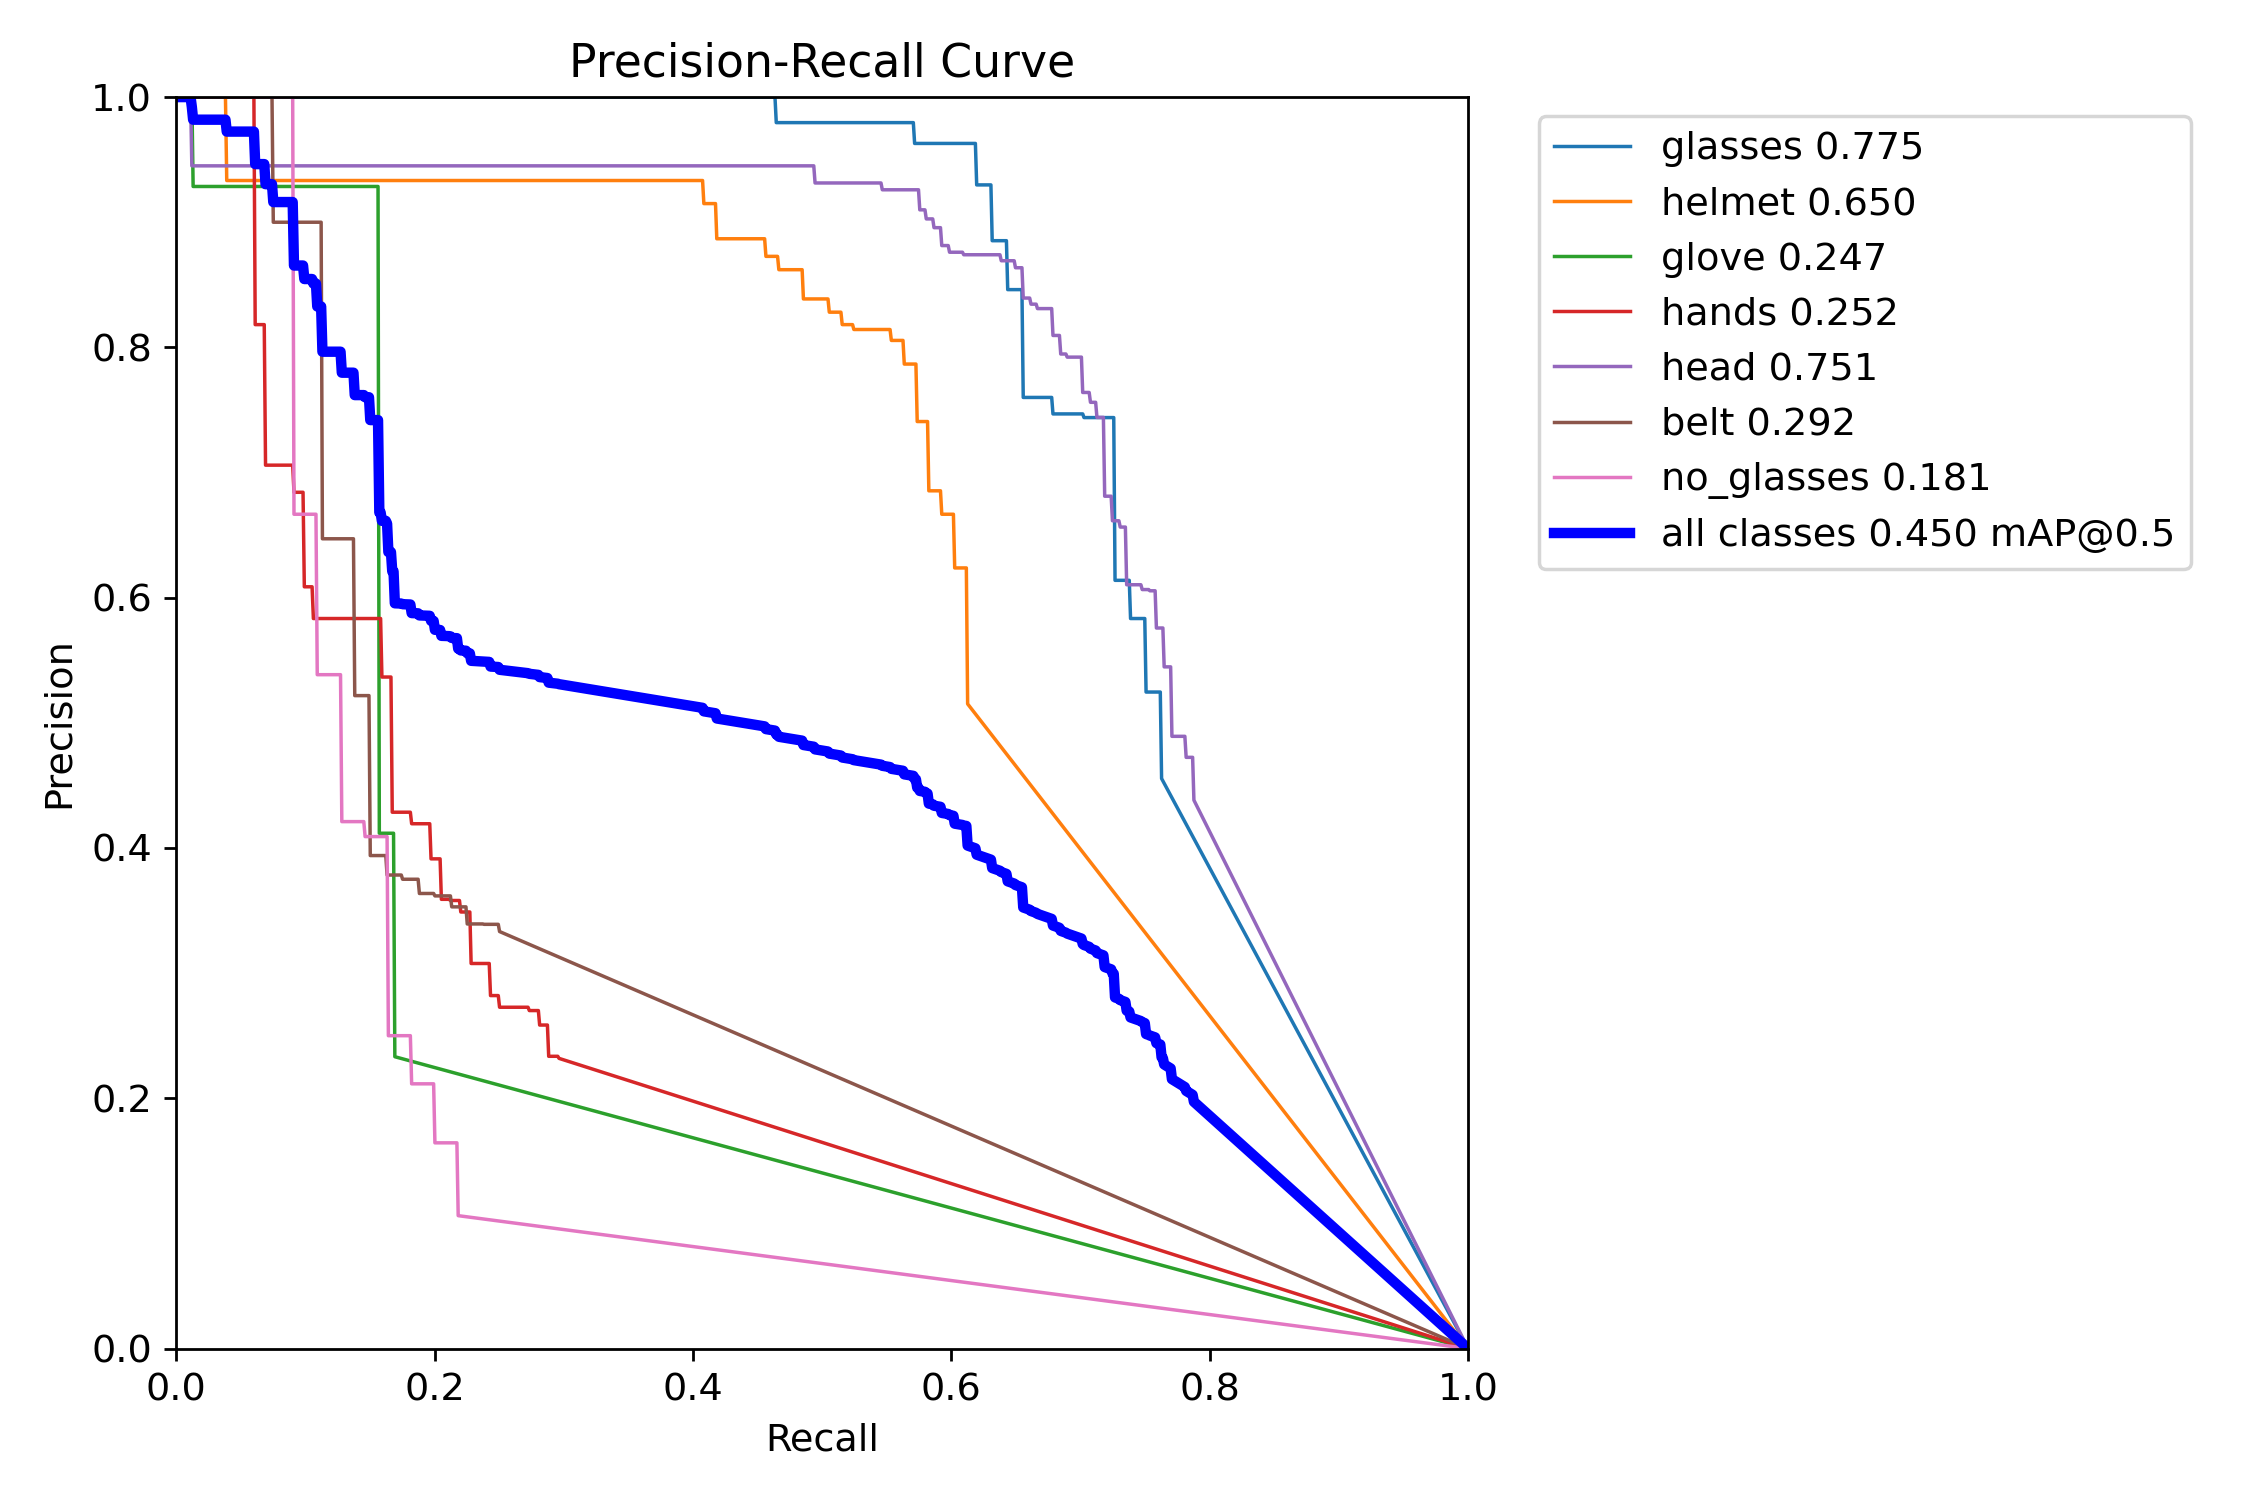 Precision-Recall Curve
1.0
0.8
0.6
0.4
0.2
0.0
Precision
0.0 0.2 0.4 0.6 0.8 1.0
Recall
glasses 0.775
helmet 0.650
glove 0.247
hands 0.252
head 0.751
belt 0.292
no_glasses 0.181
all classes 0.450 mAP@0.5